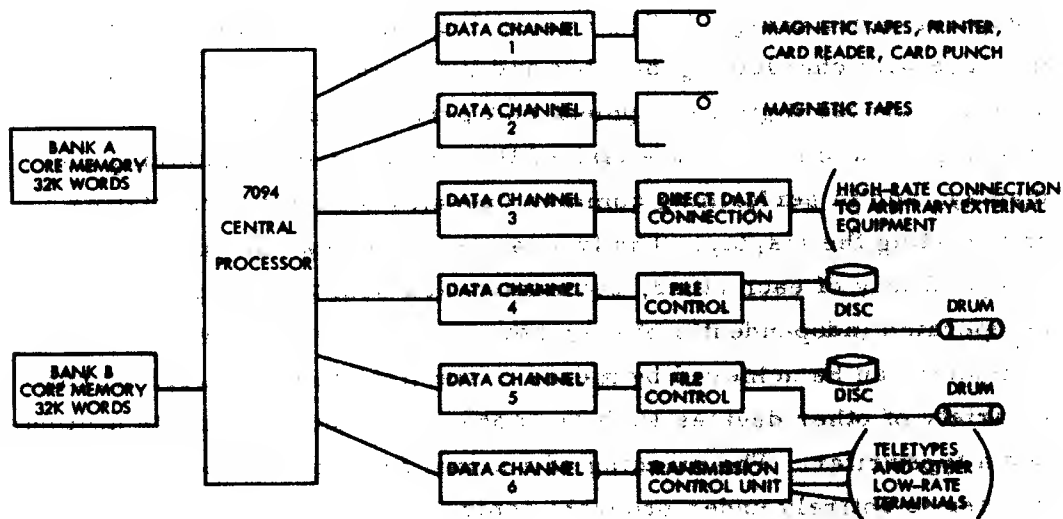 DATA CHANNEL
1
MAGNETIC TAPES, PRINTER,
CARD READER, CARD PUNCH
DATA CHANNEL
2
MAGNETIC TAPES
BANK A
CORE MEMORY
32K WORDS
7094
CENTRAL
PROCESSOR
DATA CHANNEL
3
DIRECT DATA
CONNECTION
HIGH-RATE CONNECTION
TO ARBITRARY EXTERNAL
EQUIPMENT
DATA CHANNEL
4
FILE
CONTROL
DISC
DRUM
BANK B
CORE MEMORY
32K WORDS
DATA CHANNEL
5
FILE
CONTROL
DISC
DRUM
DATA CHANNEL
6
TRANSMISSION
CONTROL UNIT
TELETYPES
AND OTHER
LOW-RATE
TERMINALS